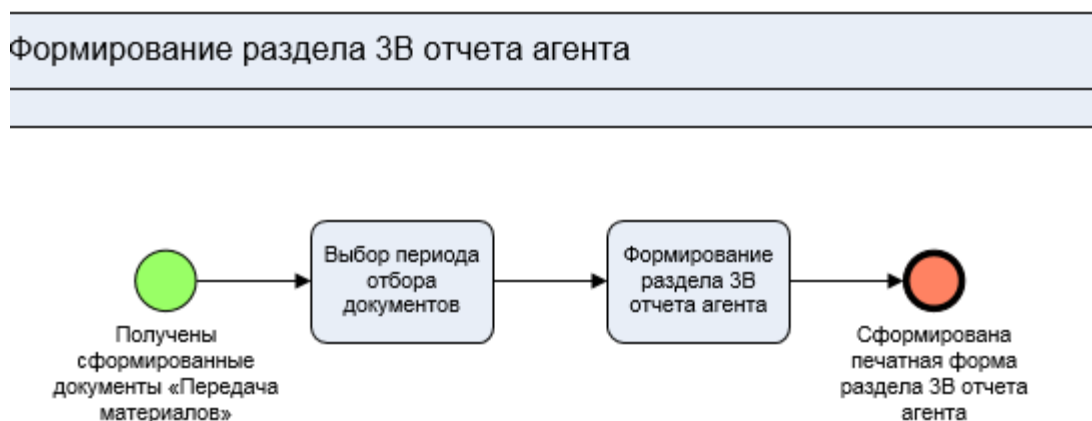 Формирование раздела 3В отчета агента
Выбор периода
отбора
документов
Формирование
раздела 3В
отчета агента
Получены
сформированные
документы «Передача
материалов»
Сформирована
печатная форма
раздела 3В отчета
агента